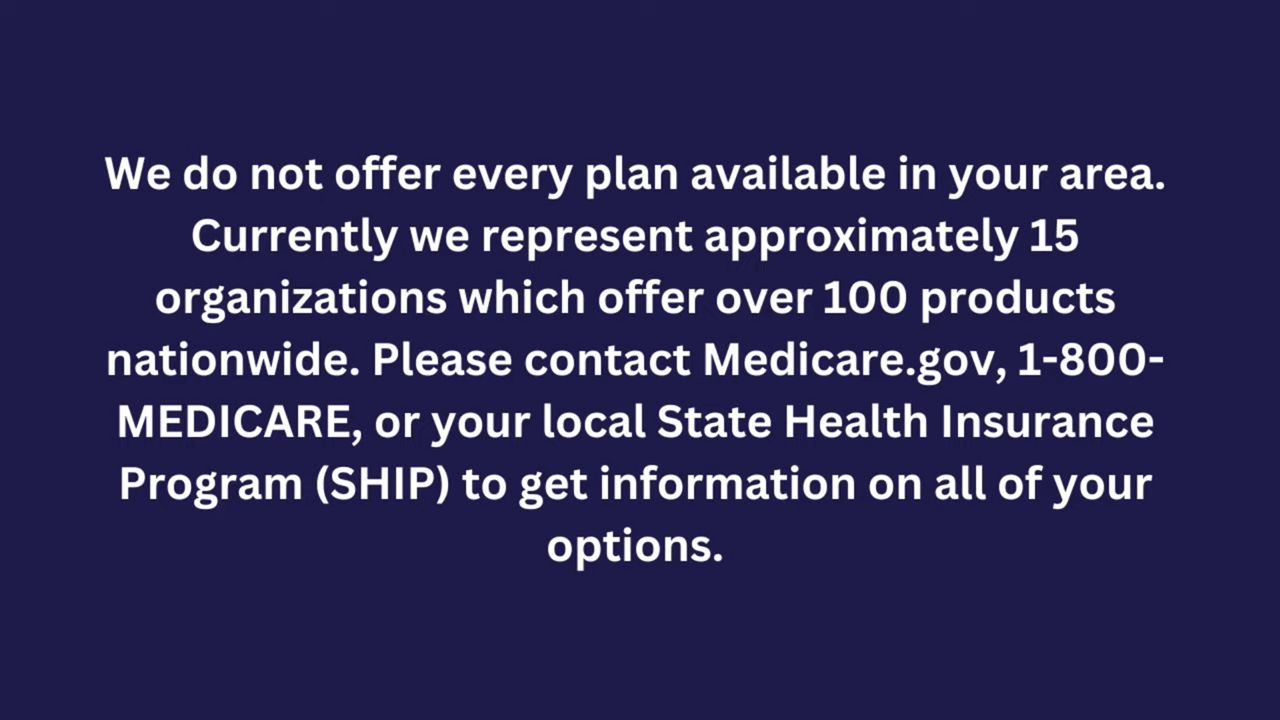 We do not offer every plan available in your area.
Currently we represent approximately 15
organizations which offer over 100 products
nationwide. Please contact Medicare.gov, 1-800-
MEDICARE, or your local State Health Insurance
Program (SHIP) to get information on all of your
options.